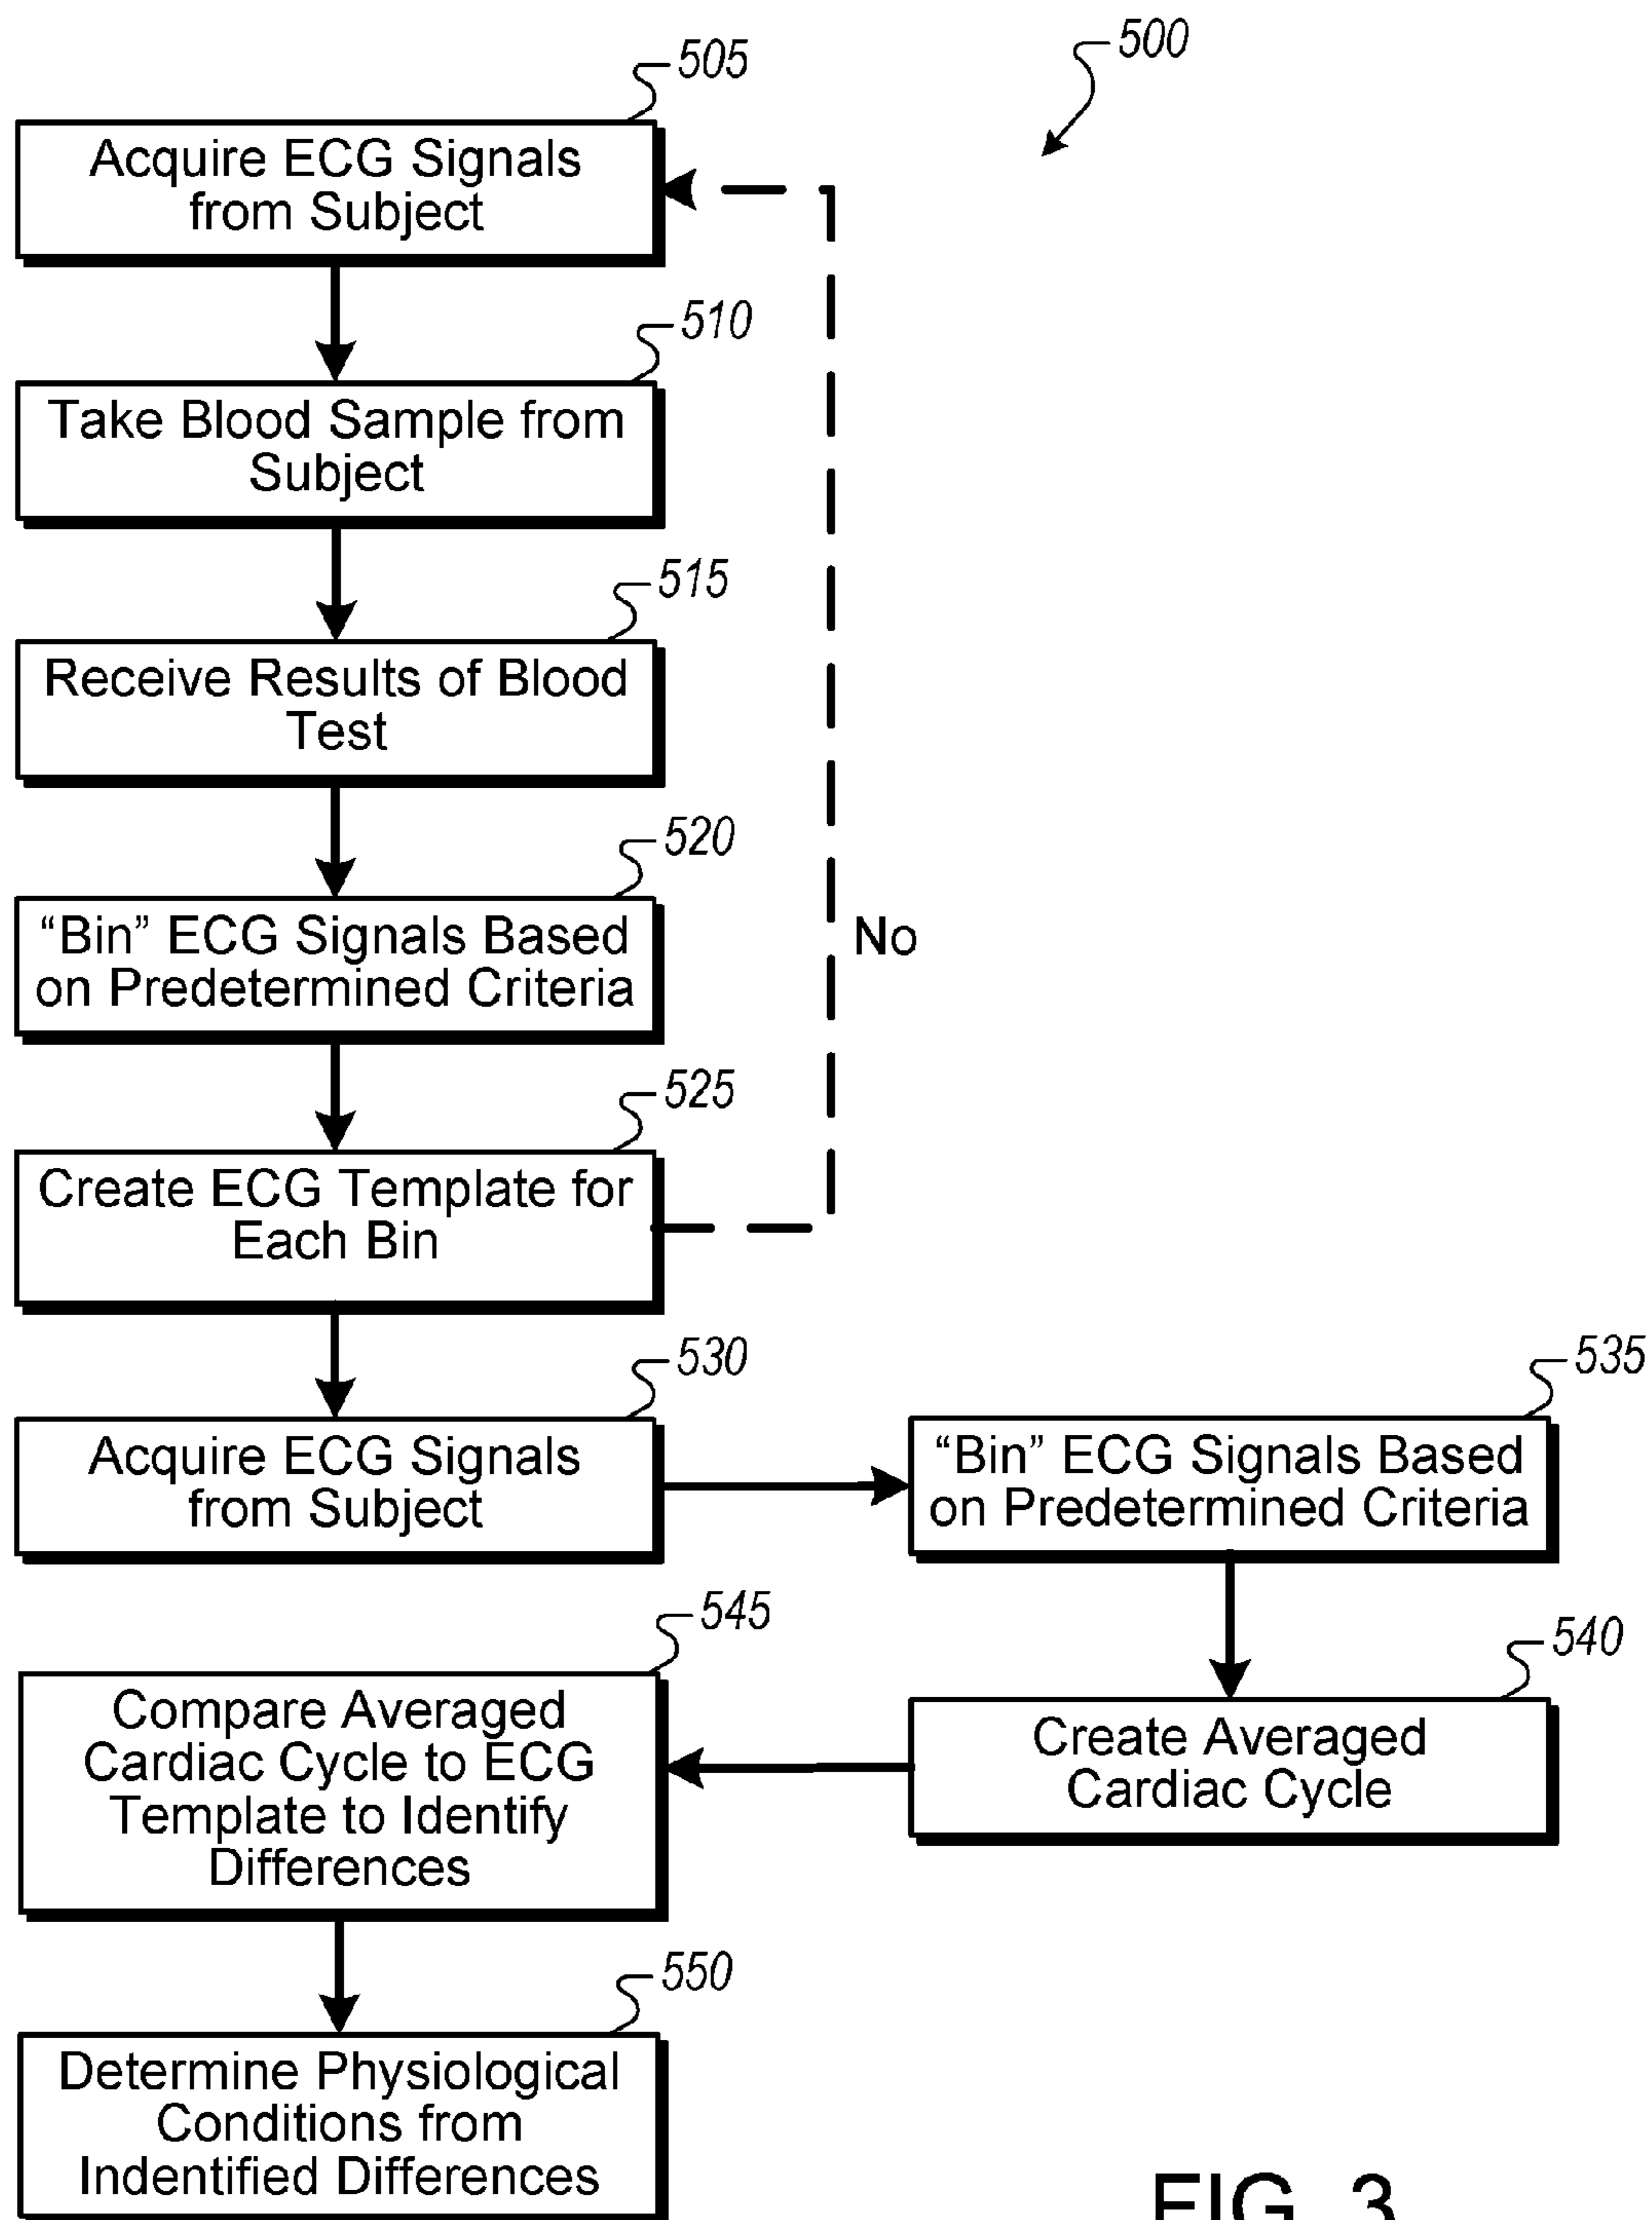 500
505
Acquire ECG Signals
from Subject
510
Take Blood Sample from
Subject
515
Receive Results of Blood
Test
520
“Bin” ECG Signals Based
on Predetermined Criteria
No
525
Create ECG Template for
Each Bin
530
Acquire ECG Signals
from Subject
535
“Bin” ECG Signals Based
on Predetermined Criteria
540
Create Averaged
Cardiac Cycle
545
Compare Averaged
Cardiac Cycle to ECG
Template to Identify
Differences
550
Determine Physiological
Conditions from
Indentified Differences
FIG. 3